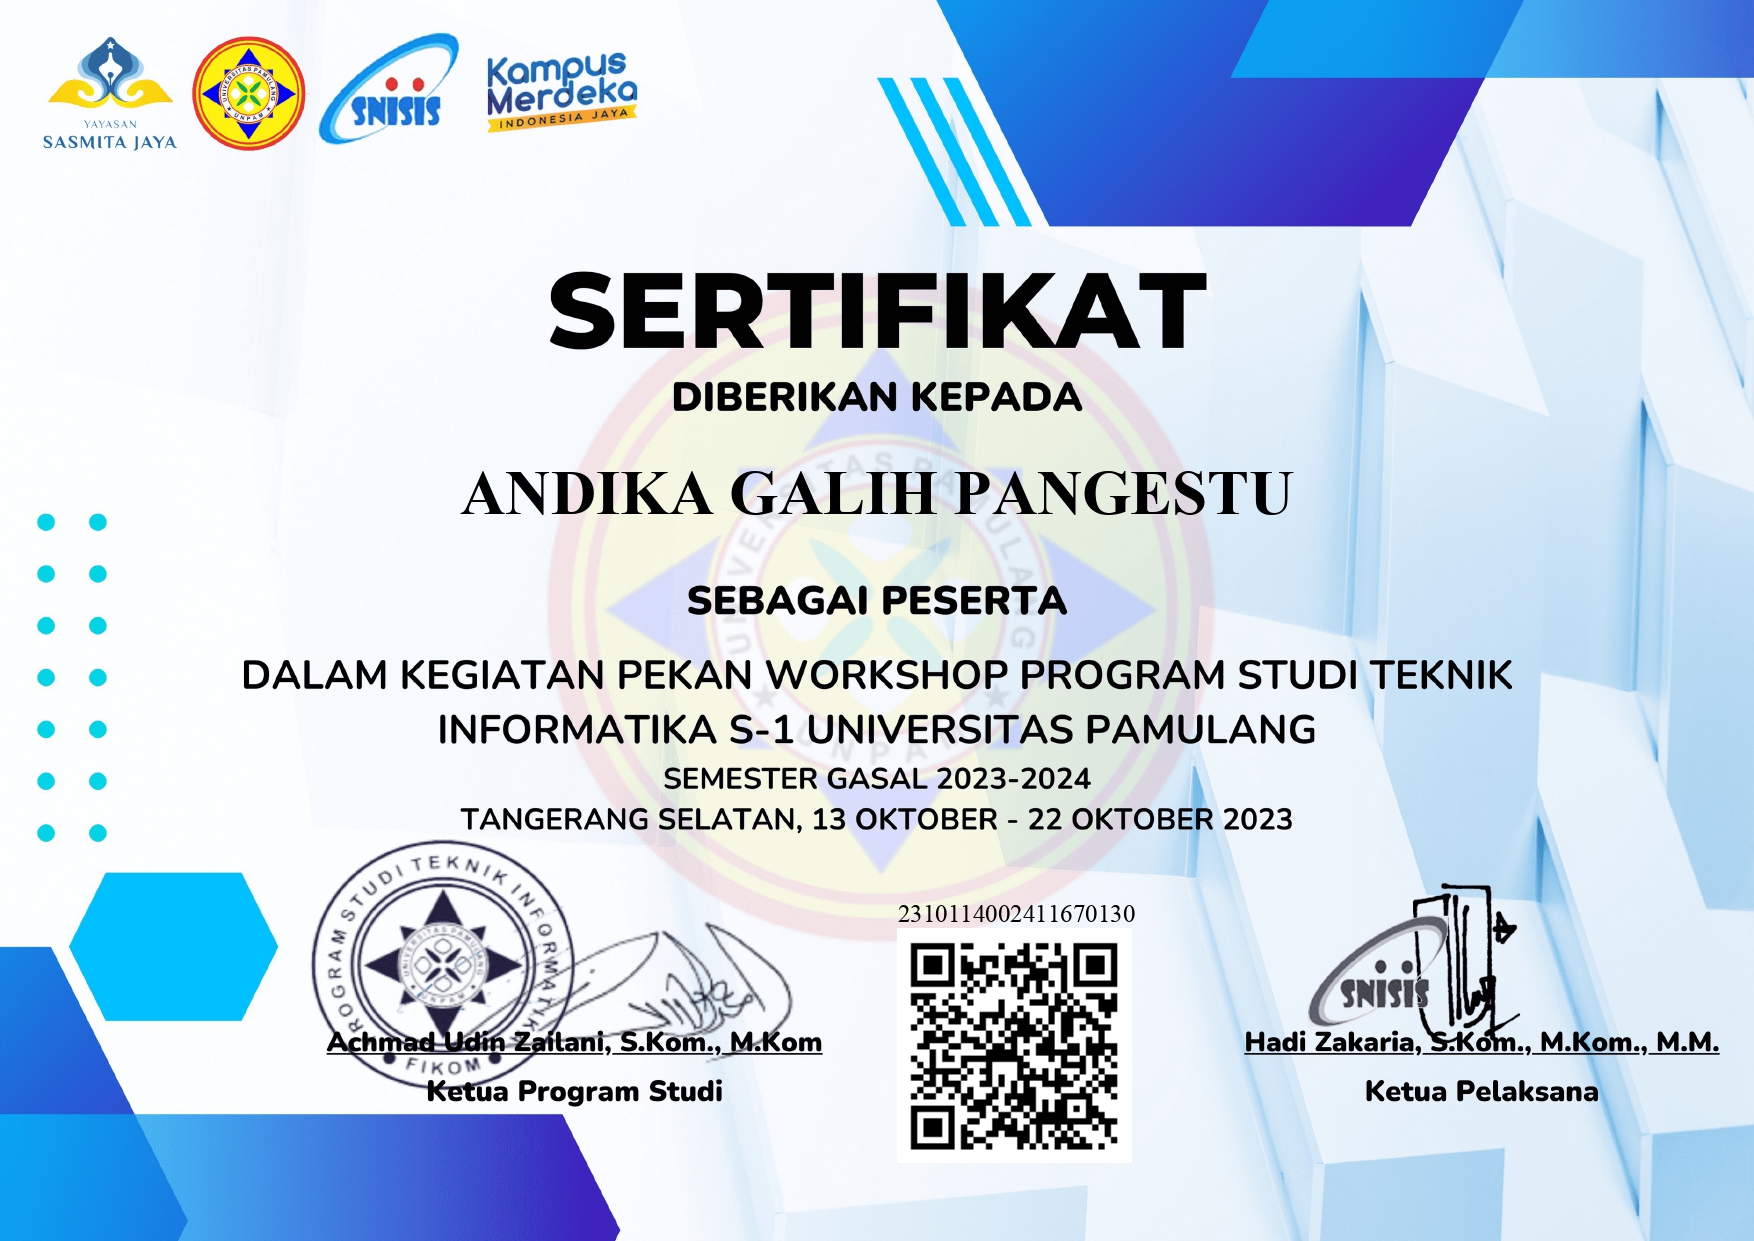 YAYASAN
SASMITA JAYA
UNIVERSITAS PAMULANG
UNPAM
SNISIS
Kampus
Merdeka
INDONESIA JAYA
SERTIFIKAT
DIBERIKAN KEPADA
ANDIKA GALIH PANGESTU
SEBAGAI PESERTA
DALAM KEGIATAN PEKAN WORKSHOP PROGRAM STUDI TEKNIK
INFORMATIKA S-1 UNIVERSITAS PAMULANG
SEMESTER GASAL 2023-2024
TANGERANG SELATAN, 13 OKTOBER - 22 OKTOBER 2023
UNIVERSITAS PAMULANG
UNPAM
PROGRAM STUDI TEKNIK INFORMATIKA
UNIVERSITAS PAMULANG
UNPAM
FIKOM
Achmad Udin Zailani, S.Kom., M.Kom
Ketua Program Studi
2310114002411670130
SNISIS
Hadi Zakaria, S.Kom., M.Kom., M.M.
Ketua Pelaksana